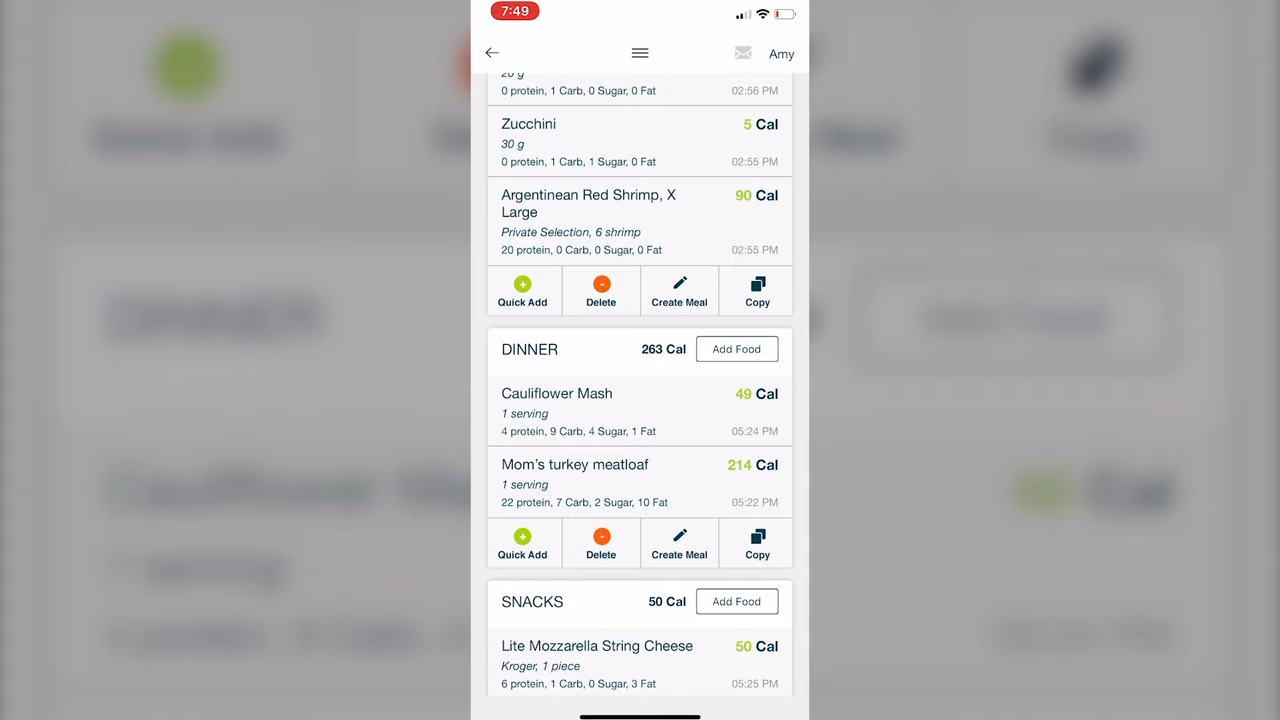 7:49
Amy
20 g
0 protein, 1 Carb, 0 Sugar, 0 Fat 02:56 PM
Zucchini 5 Cal
30 g
0 protein, 1 Carb, 1 Sugar, 0 Fat 02:55 PM
Argentinean Red Shrimp, X 90 Cal
Large
Private Selection, 6 shrimp
20 protein, 0 Carb, 0 Sugar, 0 Fat 02:55 PM
Quick Add Delete Create Meal Copy
DINNER 263 Cal Add Food
Cauliflower Mash 49 Cal
1 serving
4 protein, 9 Carb, 4 Sugar, 1 Fat 05:24 PM
Mom's turkey meatloaf 214 Cal
1 serving
22 protein, 7 Carb, 2 Sugar, 10 Fat 05:22 PM
Quick Add Delete Create Meal Copy
SNACKS 50 Cal Add Food
Lite Mozzarella String Cheese 50 Cal
Kroger, 1 piece
6 protein, 1 Carb, 0 Sugar, 3 Fat 05:25 PM